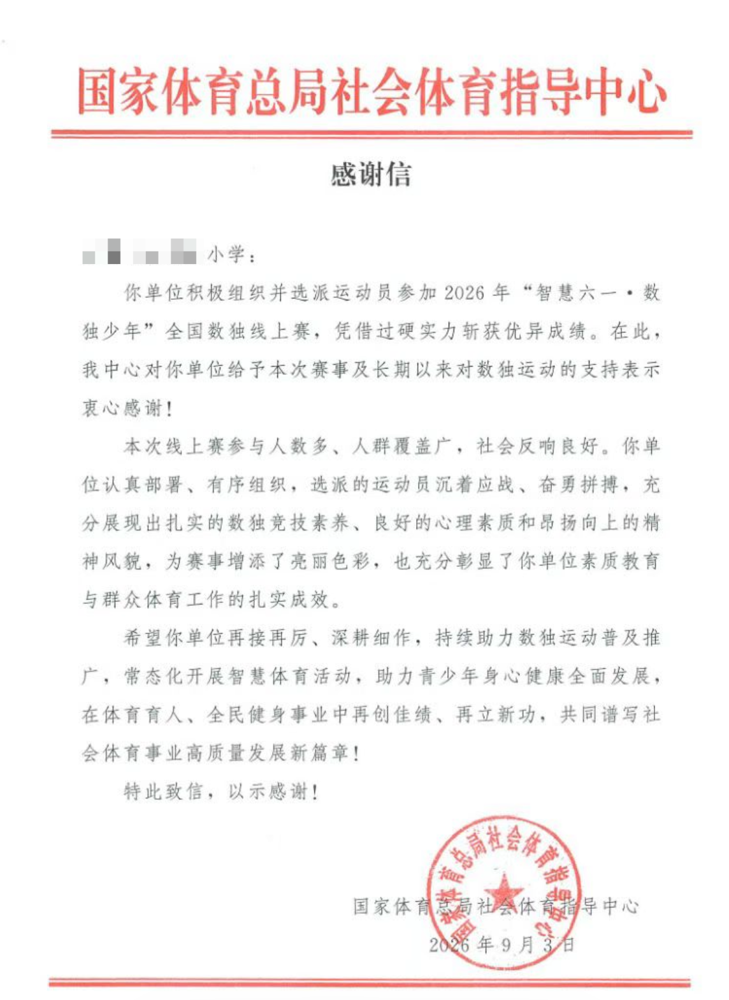 国家体育总局社会体育指导中心
感谢信
小学：
你单位积极组织并选派运动员参加 2026 年“智慧六一·数
独少年”全国数独线上赛，凭借过硬实力斩获优异成绩。在此，
我中心对你单位给予本次赛事及长期以来对数独运动的支持表示
衷心感谢！
本次线上赛参与人数多、人群覆盖广，社会反响良好。你单
位认真部署、有序组织，选派的运动员沉着应战、奋勇拼搏，充
分展现出扎实的数独竞技素养、良好的心理素质和昂扬向上的精
神风貌，为赛事增添了亮丽色彩，也充分彰显了你单位素质教育
与群众体育工作的扎实成效。
希望你单位再接再厉、深耕细作，持续助力数独运动普及推
广，常态化开展智慧体育活动，助力青少年身心健康全面发展，
在体育育人、全民健身事业中再创佳绩、再立新功，共同谱写社
会体育事业高质量发展新篇章！
特此致信，以示感谢！
国家体育总局社会体育指导中心
国家体育总局社会体育指导中心
2026 年 9 月 3 日